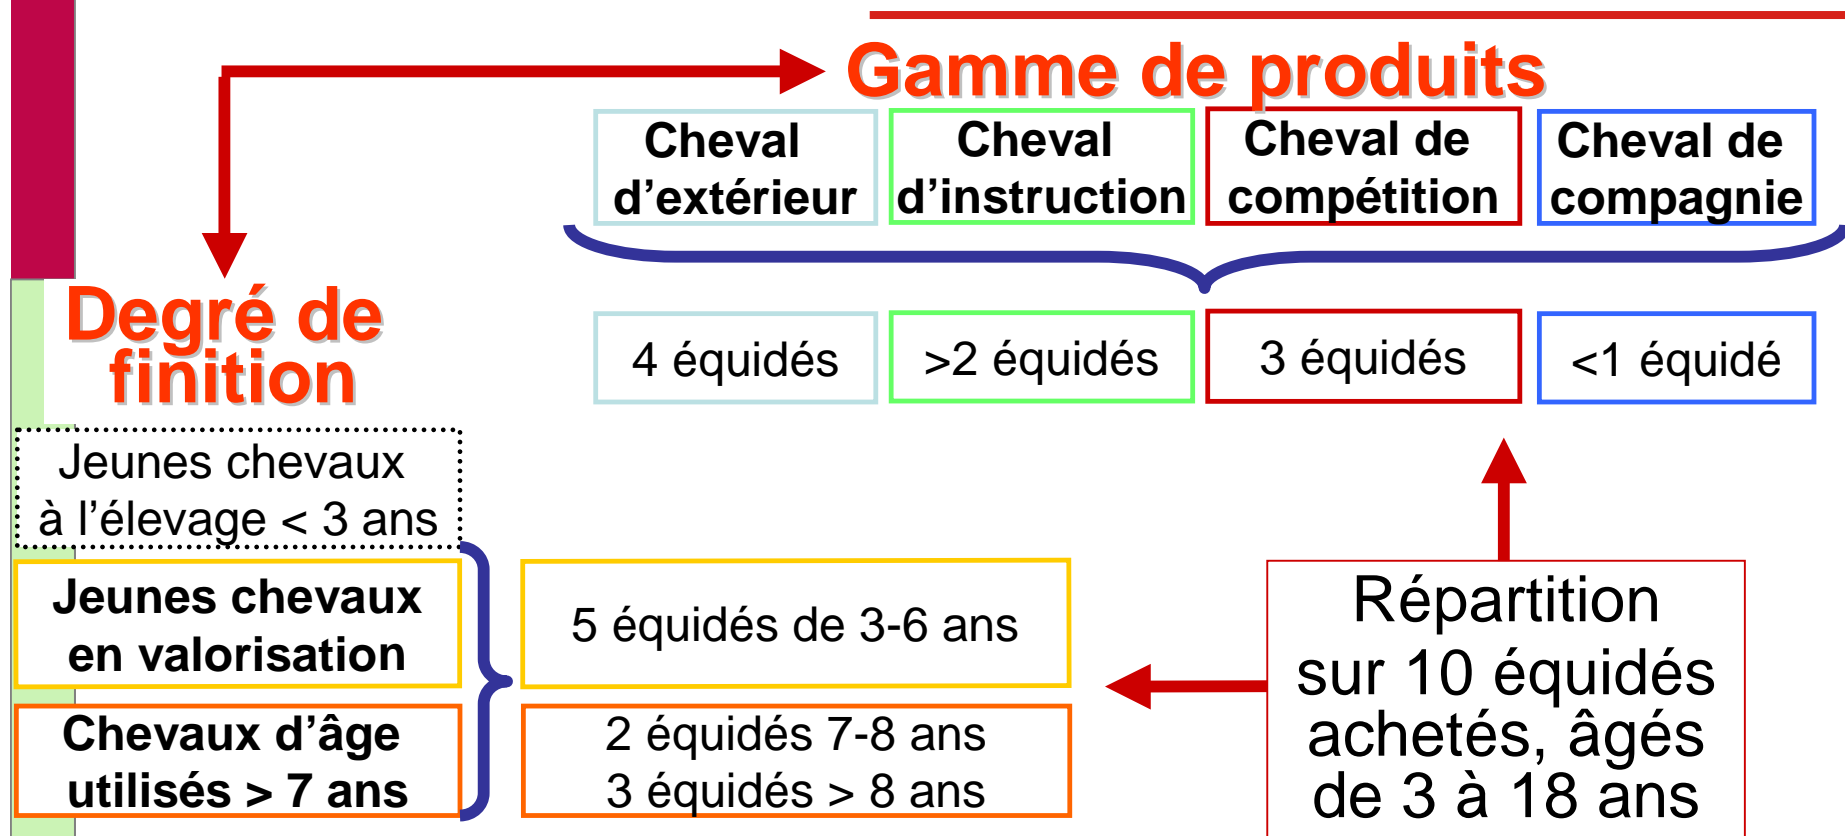 Gamme de produits
Cheval
d’extérieur
Cheval
d’instruction
Cheval de
compétition
Cheval de
compagnie
Degré de
finition
4 équidés
>2 équidés
3 équidés
<1 équidé
Jeunes chevaux
à l’élevage < 3 ans
Jeunes chevaux
en valorisation
5 équidés de 3-6 ans
Chevaux d’âge
utilisés > 7 ans
2 équidés 7-8 ans
3 équidés > 8 ans
Répartition
sur 10 équidés
achetés, âgés
de 3 à 18 ans